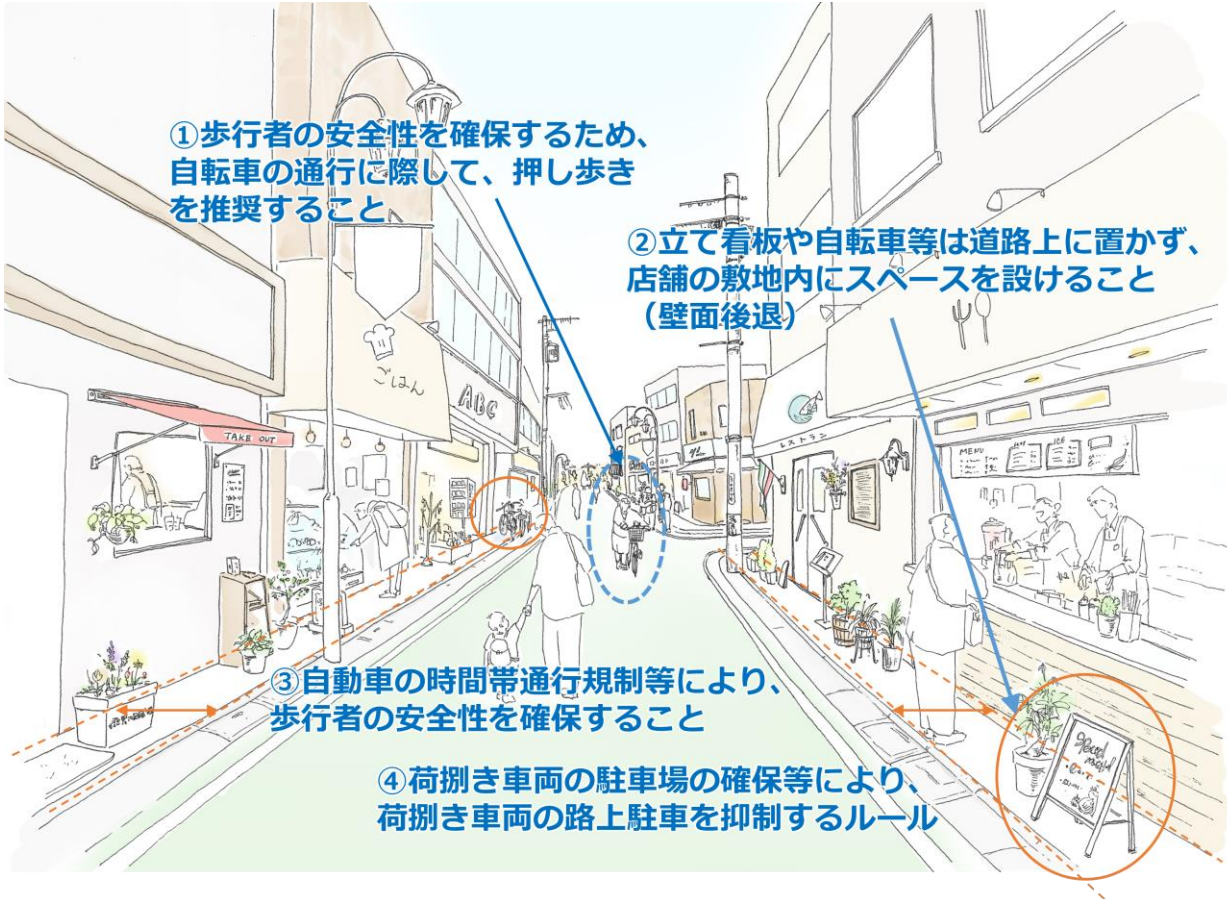 ①歩行者の安全性を確保するため、
自転車の通行に際して、押し歩き
を推奨すること
②立て看板や自転車等は道路上に置かず、
店舗の敷地内にスペースを設けること
（壁面後退）
ごはん
ABC
TAKE OUT
レストラン
MENU
③自動車の時間帯通行規制等により、
歩行者の安全性を確保すること
④荷捌き車両の駐車場の確保等により、
荷捌き車両の路上駐車を抑制するルール